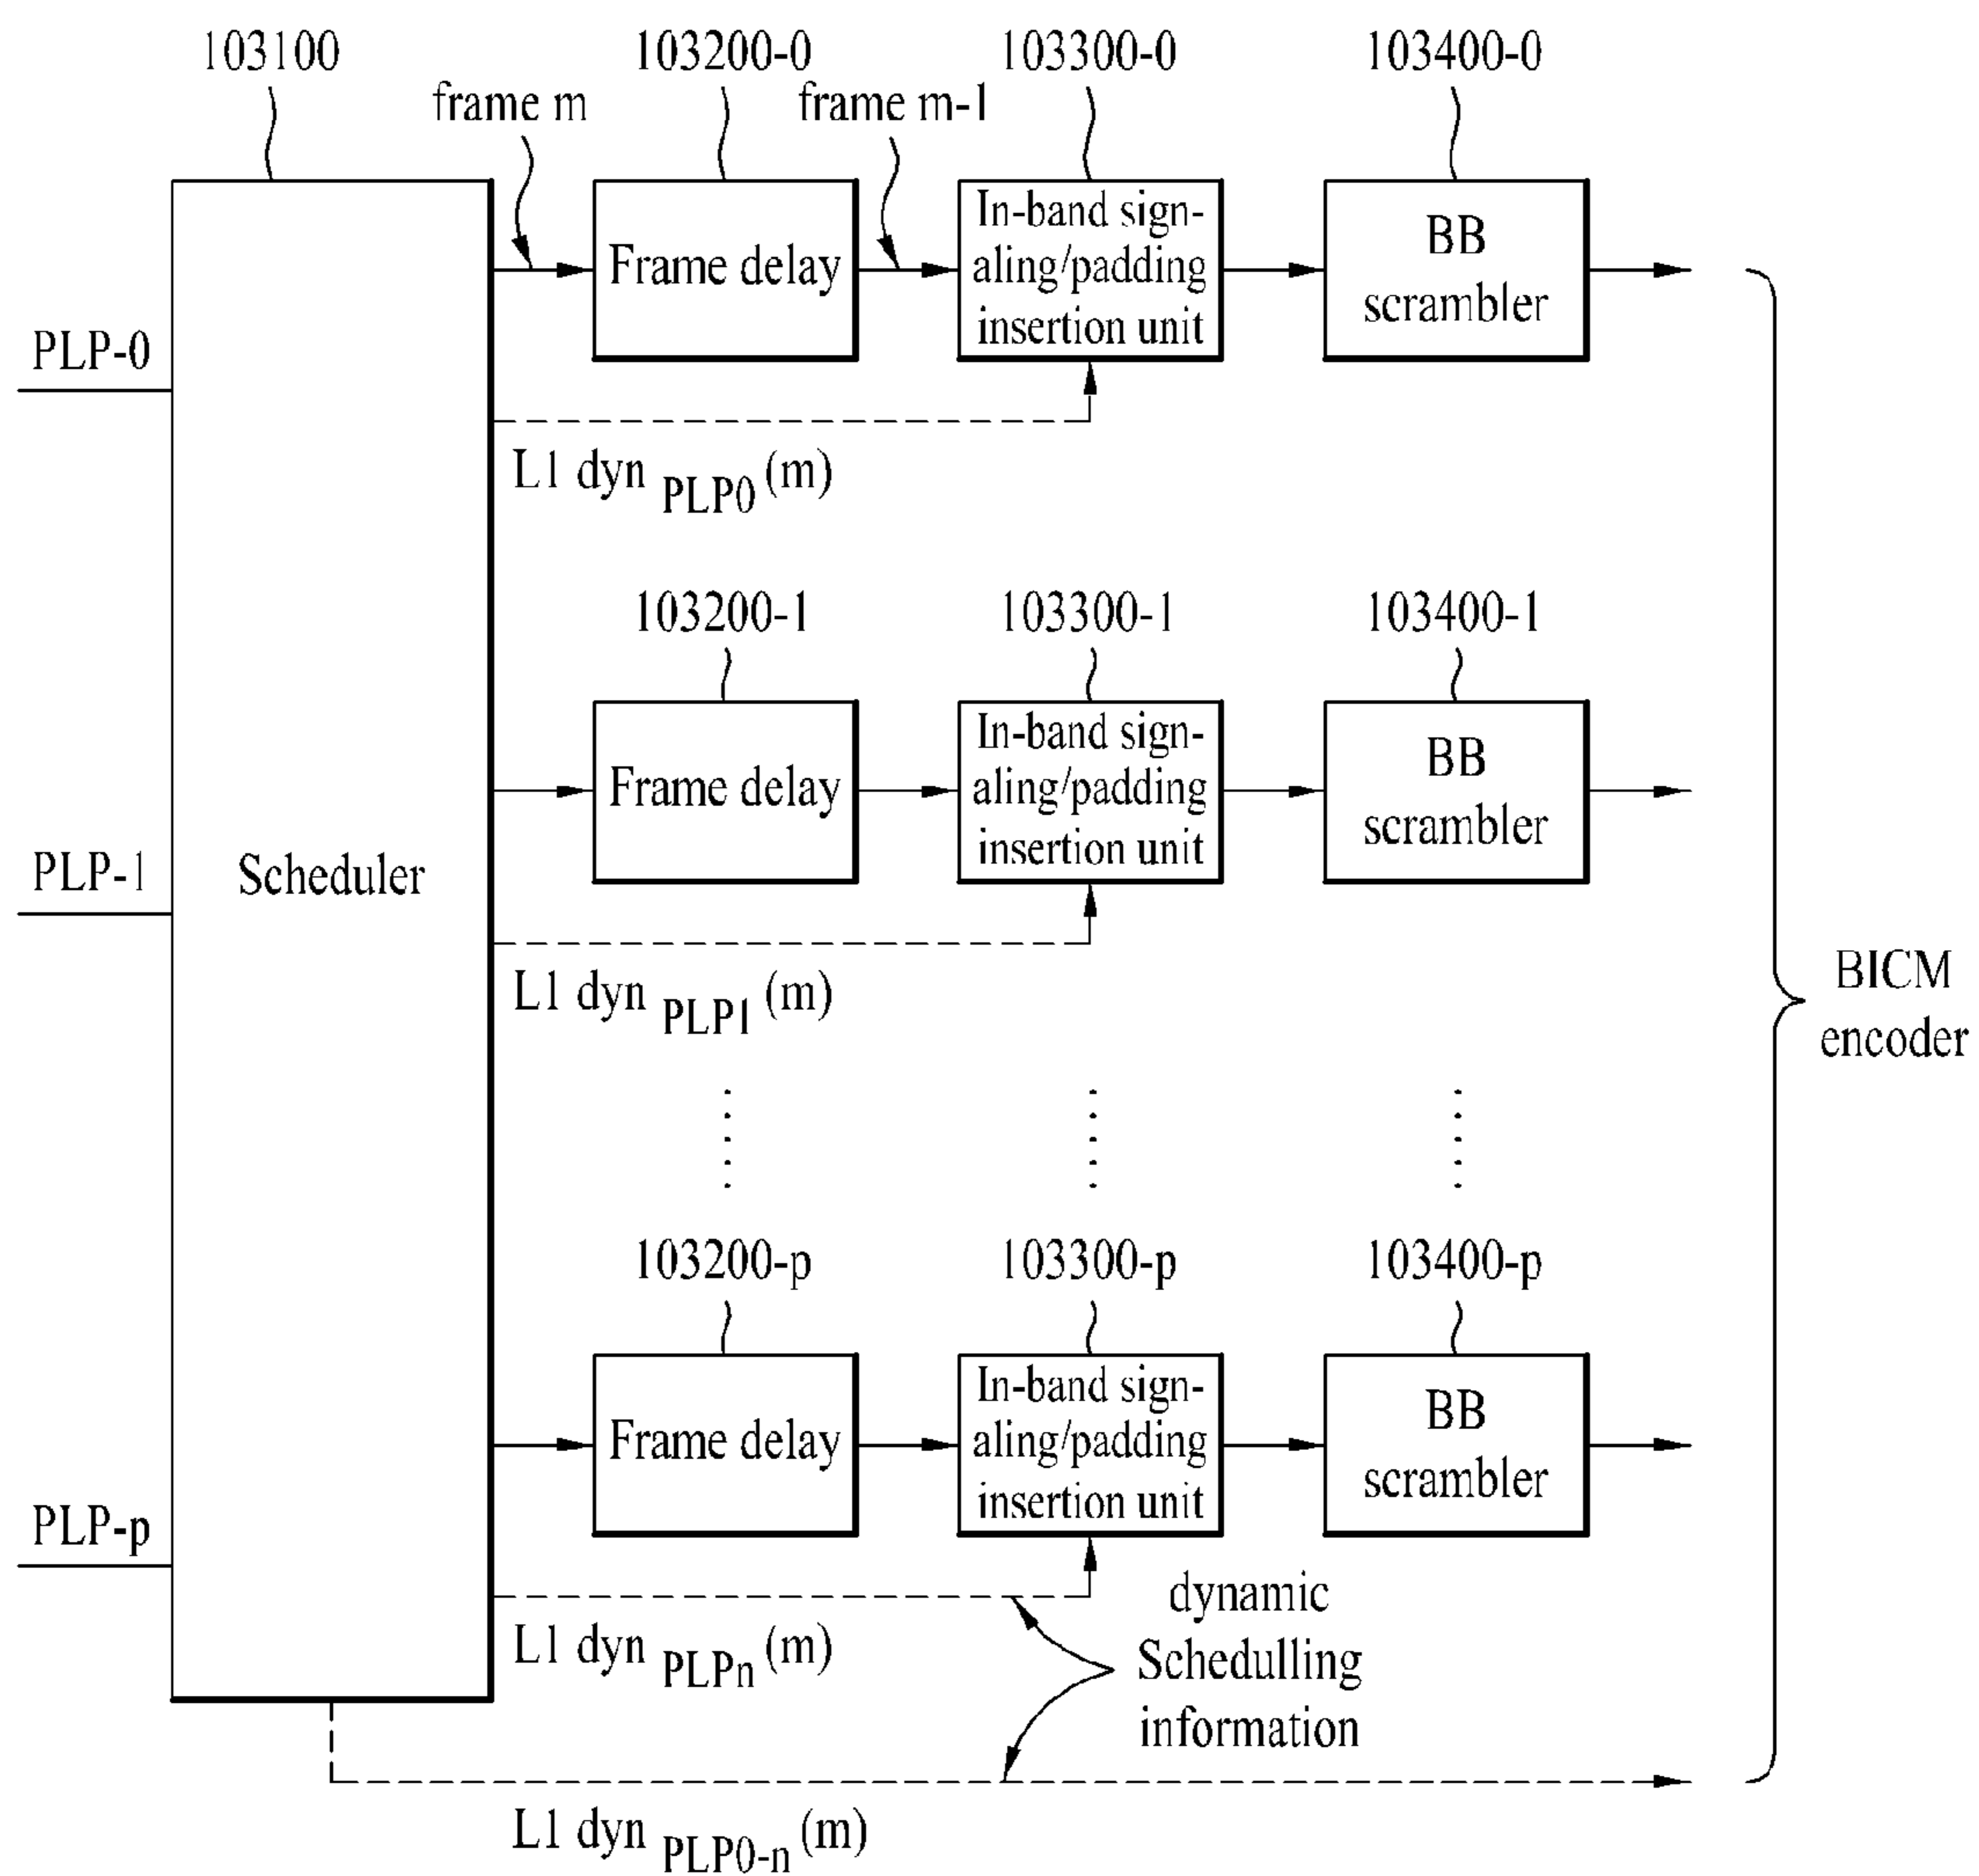 103100
103200-0
103300-0
103400-0
frame m
frame m-1
In-band sign-
aling/padding
insertion unit
Frame delay
BB
scrambler
PLP-0
L1 dyn PLP0 (m)
103200-1
103300-1
103400-1
In-band sign-
aling/padding
insertion unit
Frame delay
BB
scrambler
PLP-1
Scheduler
L1 dyn PLP1 (m)
BICM
encoder
103200-p
103300-p
103400-p
In-band sign-
aling/padding
insertion unit
Frame delay
BB
scrambler
PLP-p
L1 dyn PLPn (m)
dynamic
Schedulling
information
L1 dyn PLP0-n (m)